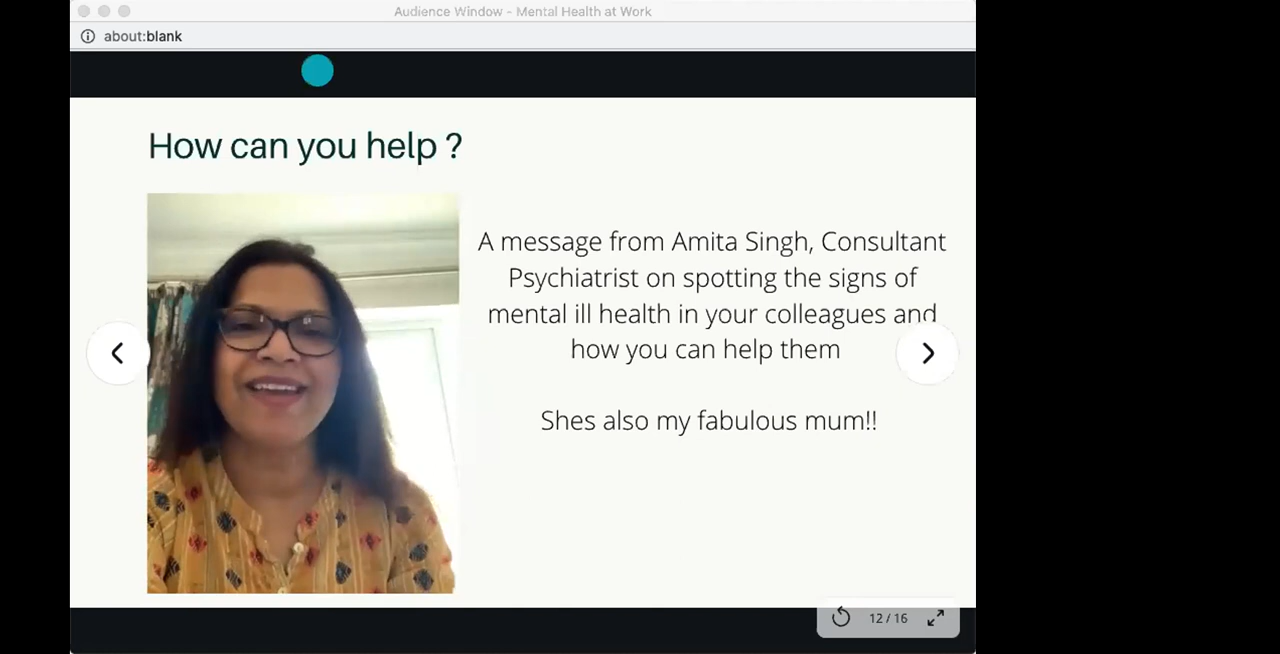 Audience Window - Mental Health at Work
about:blank
How can you help ?
A message from Amita Singh, Consultant
Psychiatrist on spotting the signs of
mental ill health in your colleagues and
how you can help them
Shes also my fabulous mum!!
12 / 16